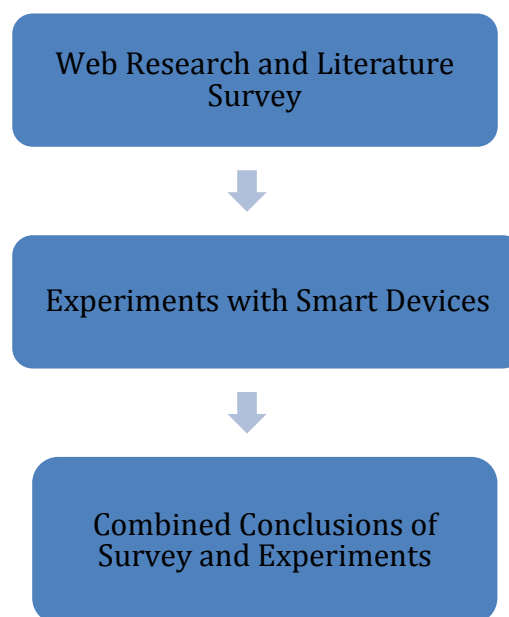 Web Research and Literature
Survey
Experiments with Smart Devices
Combined Conclusions of
Survey and Experiments